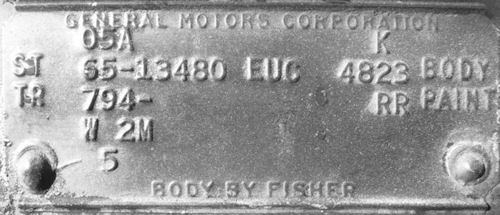 GENERAL MOTORS CORPORATION
05A K
ST 65-13480 EUC 4823 BODY
TR 794- RR PAINT
W 2M
5
BODY BY FISHER